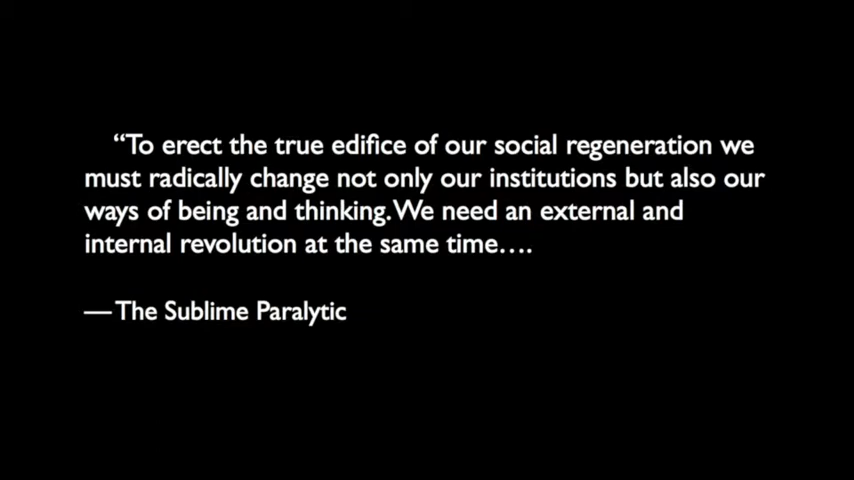 “To erect the true edifice of our social regeneration we
must radically change not only our institutions but also our
ways of being and thinking. We need an external and
internal revolution at the same time….
— The Sublime Paralytic